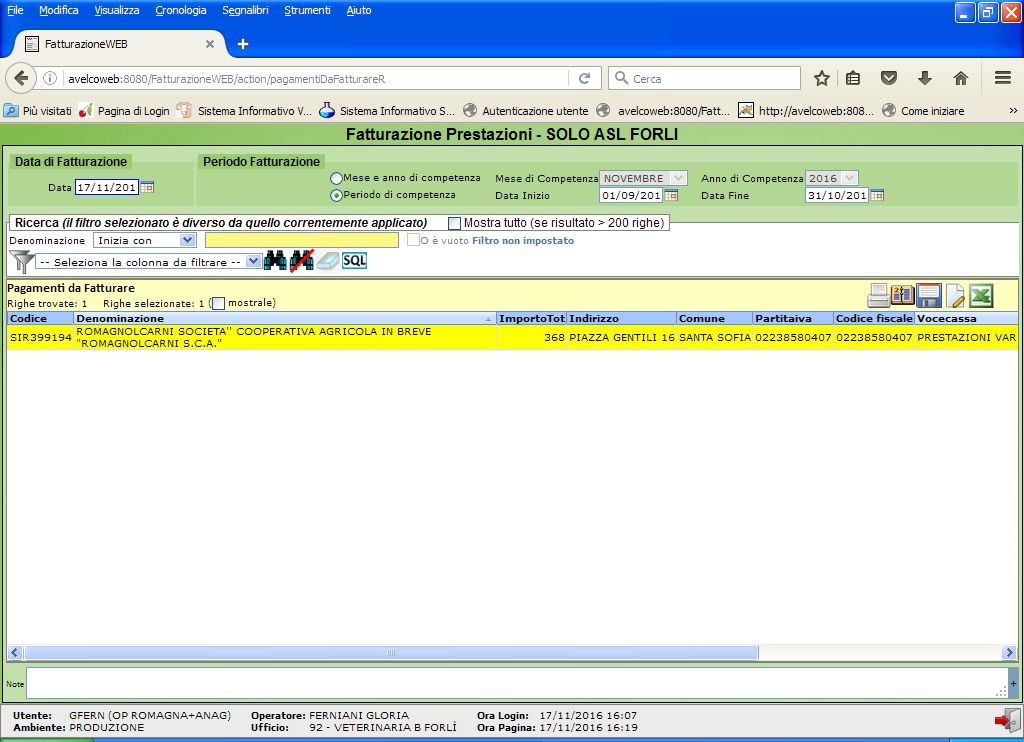 File Modifica Visualizza Cronologia Segnalibri Strumenti Aiuto
FatturazioneWEB
avelcoweb:8080/FatturazioneWEB/action/pagamentiDaFatturareR
Cerca
Più visitati Pagina di Login Sistema Informativo V... Sistema Informativo S... Autenticazione utente avelcoweb:8080/Fatt... http://avelcoweb:808... Come iniziare
Fatturazione Prestazioni - SOLO ASL FORLI
Data di Fatturazione Periodo Fatturazione
Mese e anno di competenza Mese di Competenza NOVEMBRE Anno di Competenza 2016
Data 17/11/201
Periodo di competenza Data Inizio 01/09/201 Data Fine 31/10/201
Ricerca (il filtro selezionato è diverso da quello correntemente applicato) Mostra tutto (se risultato > 200 righe)
Denominazione Inizia con O è vuoto Filtro non impostato
-- Seleziona la colonna da filtrare -- SQL
Pagamenti da Fatturare
Righe trovate: 1 Righe selezionate: 1 ( mostrale)
Codice Denominazione ImportoTot Indirizzo Comune Partitaiva Codice fiscale Vocecassa
SIR399194 ROMAGNOLCARNI SOCIETA'' COOPERATIVA AGRICOLA IN BREVE "ROMAGNOLCARNI S.C.A." 368 PIAZZA GENTILI 16 SANTA SOFIA 02238580407 02238580407 PRESTAZIONI VAR
Note
Utente: GFERN (OP ROMAGNA+ANAG) Operatore: FERNIANI GLORIA Ora Login: 17/11/2016 16:07
Ambiente: PRODUZIONE Ufficio: 92 - VETERINARIA B FORLÌ Ora Pagina: 17/11/2016 16:19